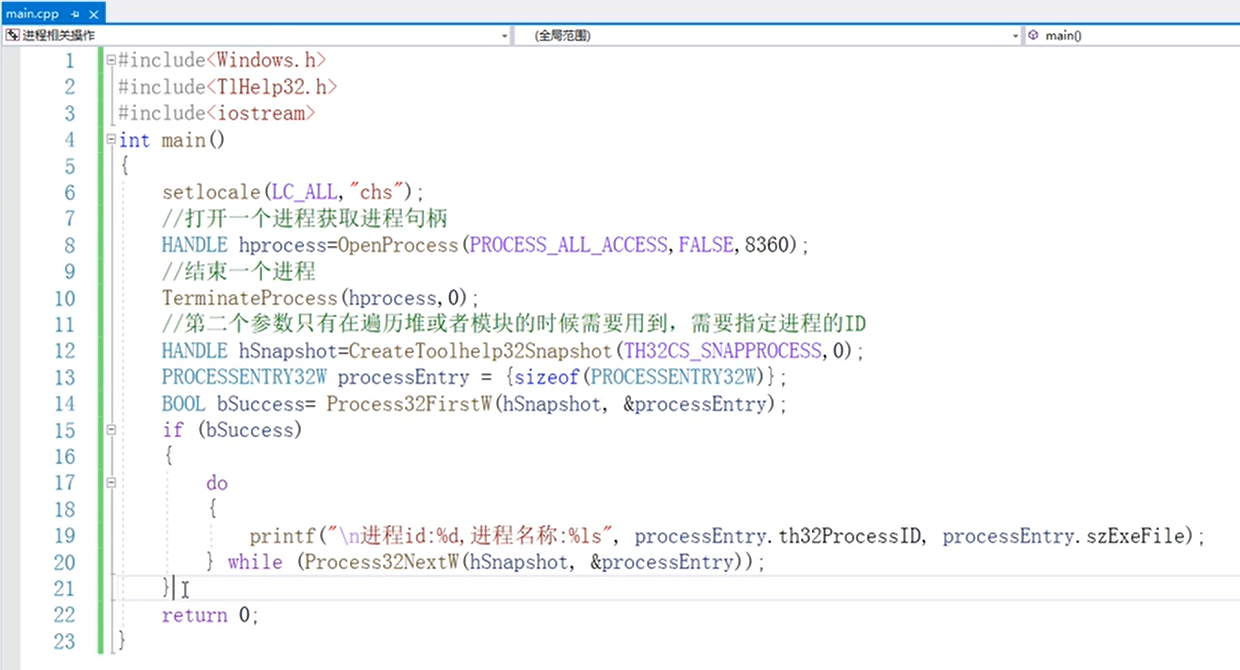 main.cpp
进程相关操作 (全局范围) main()
1 #include<Windows.h>
2 #include<TlHelp32.h>
3 #include<iostream>
4 int main()
5 {
6 setlocale(LC_ALL,"chs");
7 //打开一个进程获取进程句柄
8 HANDLE hprocess=OpenProcess(PROCESS_ALL_ACCESS,FALSE,8360);
9 //结束一个进程
10 TerminateProcess(hprocess,0);
11 //第二个参数只有在遍历堆或者模块的时候需要用到，需要指定进程的ID
12 HANDLE hSnapshot=CreateToolhelp32Snapshot(TH32CS_SNAPPROCESS,0);
13 PROCESSENTRY32W processEntry = {sizeof(PROCESSENTRY32W)};
14 BOOL bSuccess= Process32FirstW(hSnapshot, &processEntry);
15 if (bSuccess)
16 {
17 do
18 {
19 printf("\n进程id:%d,进程名称:%ls", processEntry.th32ProcessID, processEntry.szExeFile);
20 } while (Process32NextW(hSnapshot, &processEntry));
21 }
22 return 0;
23 }